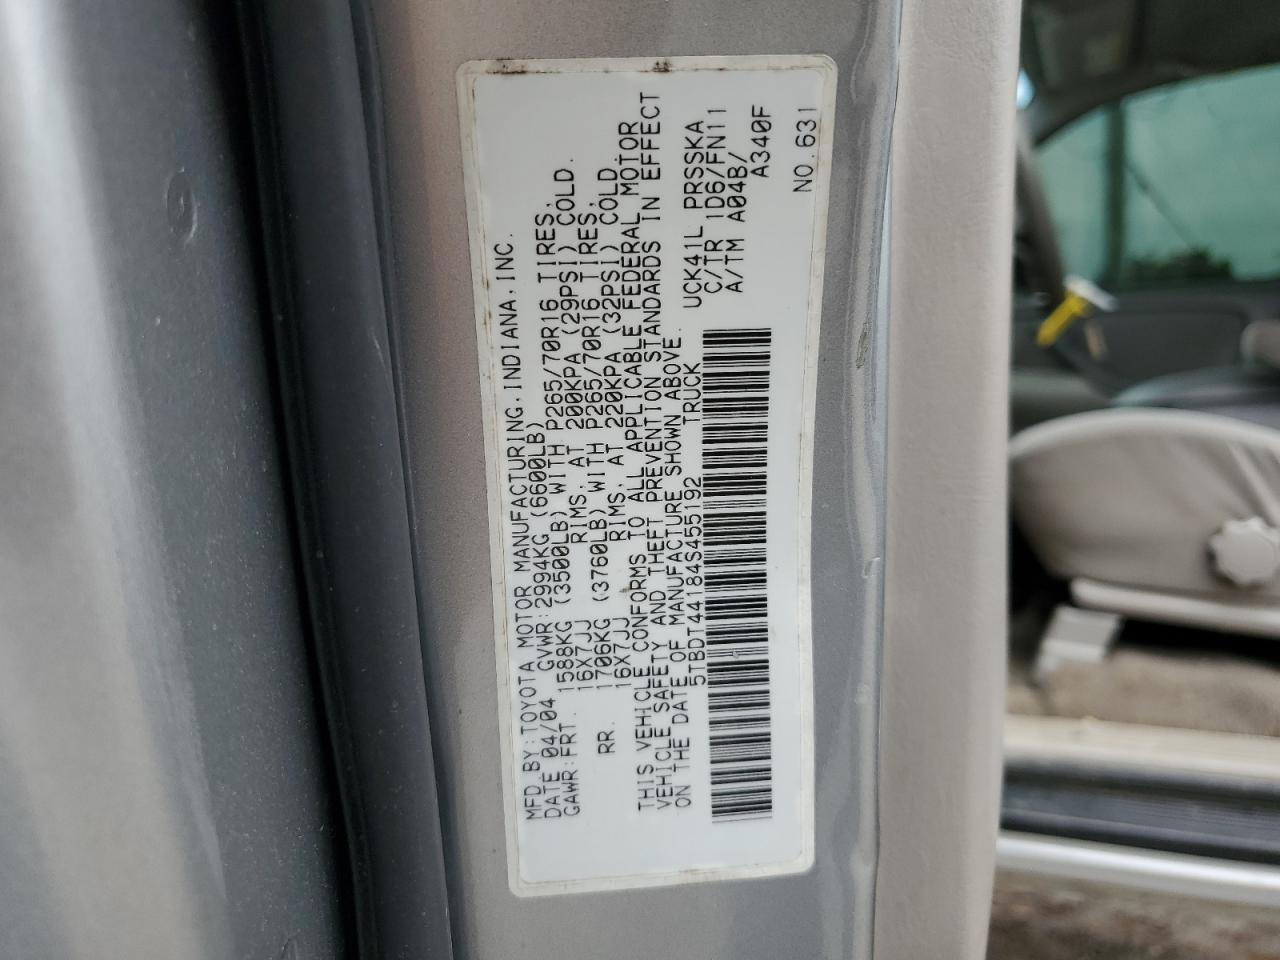 MFD.BY:TOYOTA MOTOR MANUFACTURING,INDIANA,INC.
DATE 04/04 GVWR:2994KG (6600LB)
GAWR:FRT. 1588KG (3500LB) WITH P265/70R16 TIRES,
16X7JJ RIMS, AT 200KPA (29PSI) COLD.
RR. 1706KG (3760LB) WITH P265/70R16 TIRES,
16X7JJ RIMS, AT 220KPA (32PSI) COLD.
THIS VEHICLE CONFORMS TO ALL APPLICABLE FEDERAL MOTOR
VEHICLE SAFETY AND THEFT PREVENTION STANDARDS IN EFFECT
ON THE DATE OF MANUFACTURE SHOWN ABOVE.
5TBDT44184S455192 TRUCK
UCK41L PRSSKA
C/TR 1D6/FN11
A/TM A04B/
A340F
NO.631